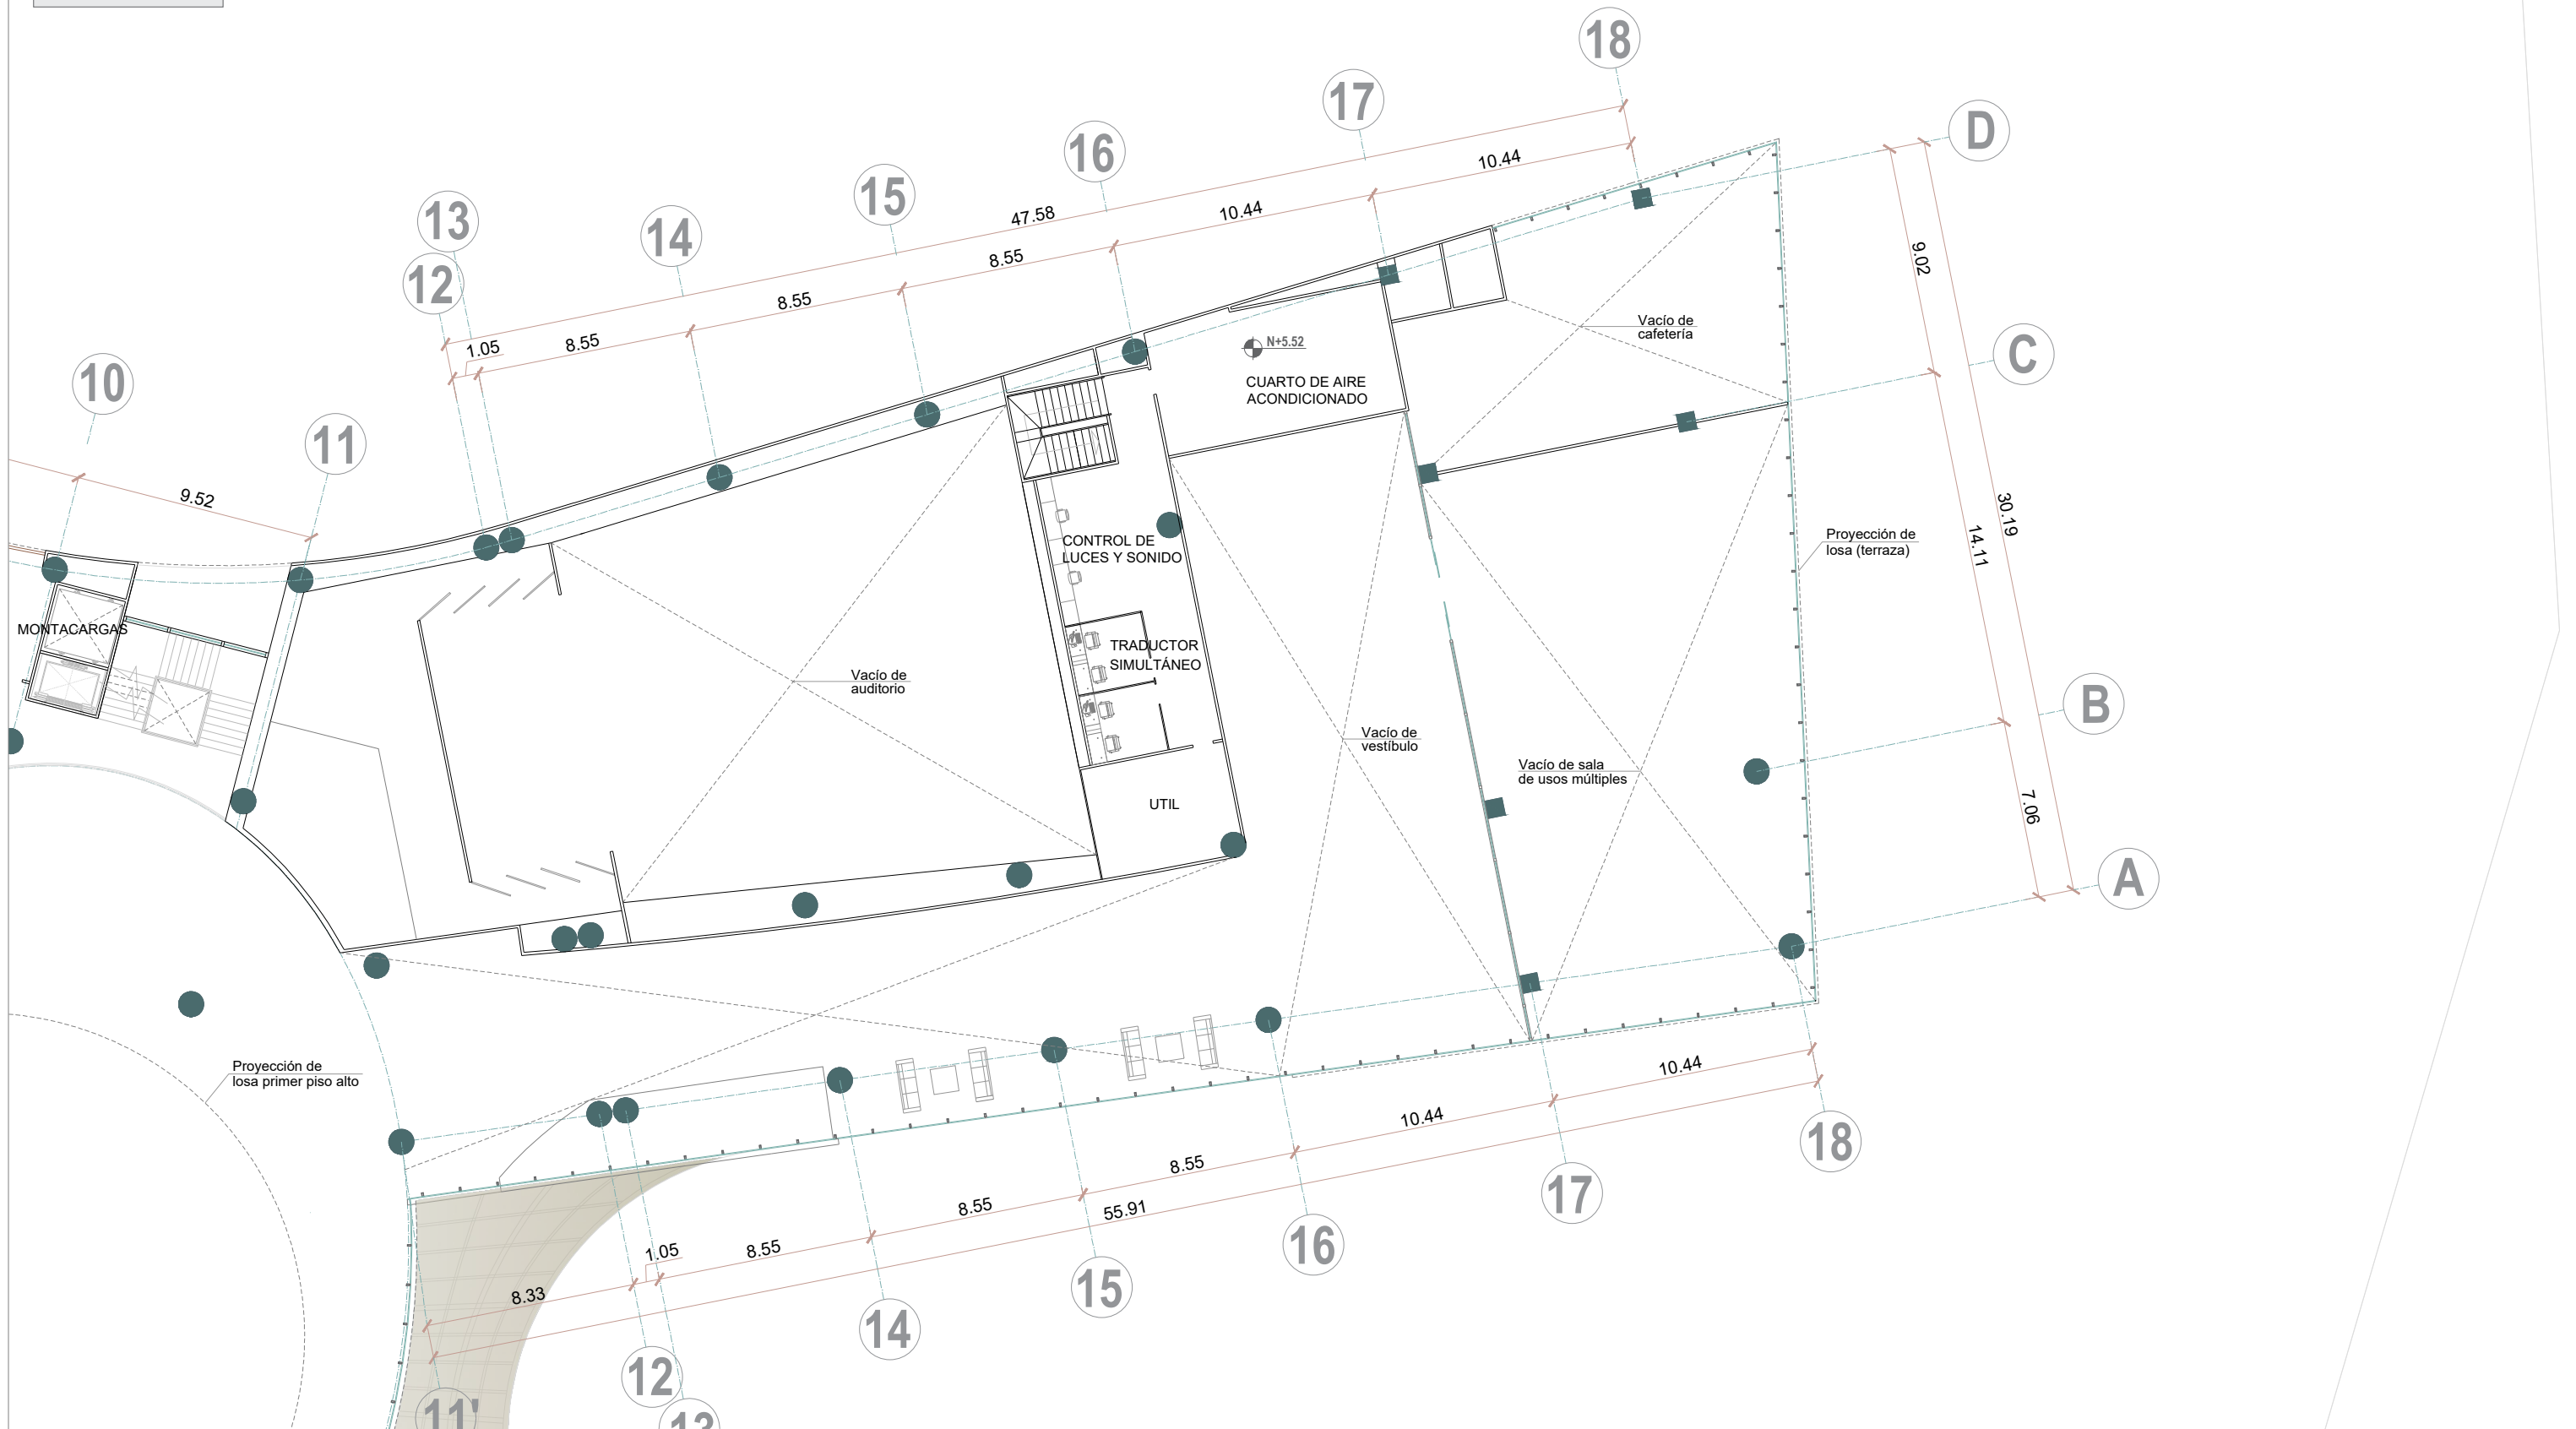 18
17
D
16
10.44
15
47.58
13
10.44
14
8.55
9.02
12
8.55
Vacío de
cafetería
N+5.52
1.05
8.55
C
10
CUARTO DE AIRE
ACONDICIONADO
11
9.52
30.19
Proyección de
losa (terraza)
14.11
CONTROL DE
LUCES Y SONIDO
MONTACARGAS
TRADUCTOR
SIMULTÁNEO
Vacío de
auditorio
B
Vacío de
vestíbulo
Vacío de sala
de usos múltiples
UTIL
7.06
A
Proyección de
losa primer piso alto
10.44
10.44
18
8.55
17
8.55
55.91
16
1.05
8.55
15
8.33
14
12
11'
13